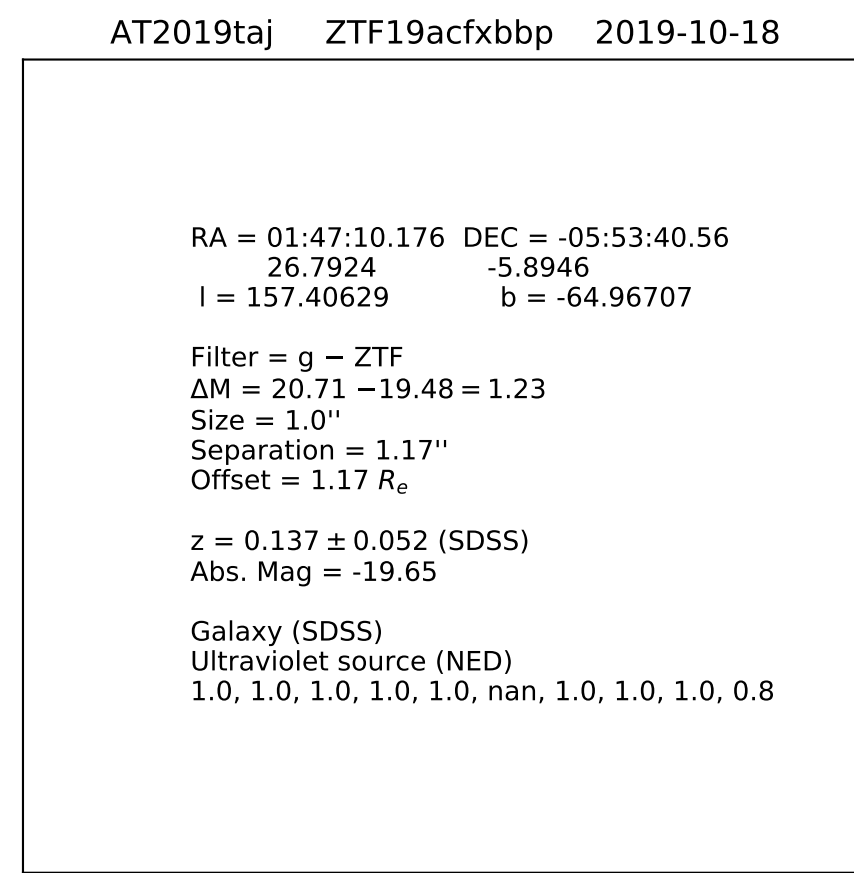 AT2019taj ZTF19acfxbbp 2019-10-18
RA = 01:47:10.176 DEC = -05:53:40.56
26.7924 -5.8946
l = 157.40629 b = -64.96707
Filter = g − ZTF
ΔM = 20.71 −19.48 = 1.23
Size = 1.0''
Separation = 1.17''
Offset = 1.17 Rₑ
z = 0.137 ± 0.052 (SDSS)
Abs. Mag = -19.65
Galaxy (SDSS)
Ultraviolet source (NED)
1.0, 1.0, 1.0, 1.0, 1.0, nan, 1.0, 1.0, 1.0, 0.8